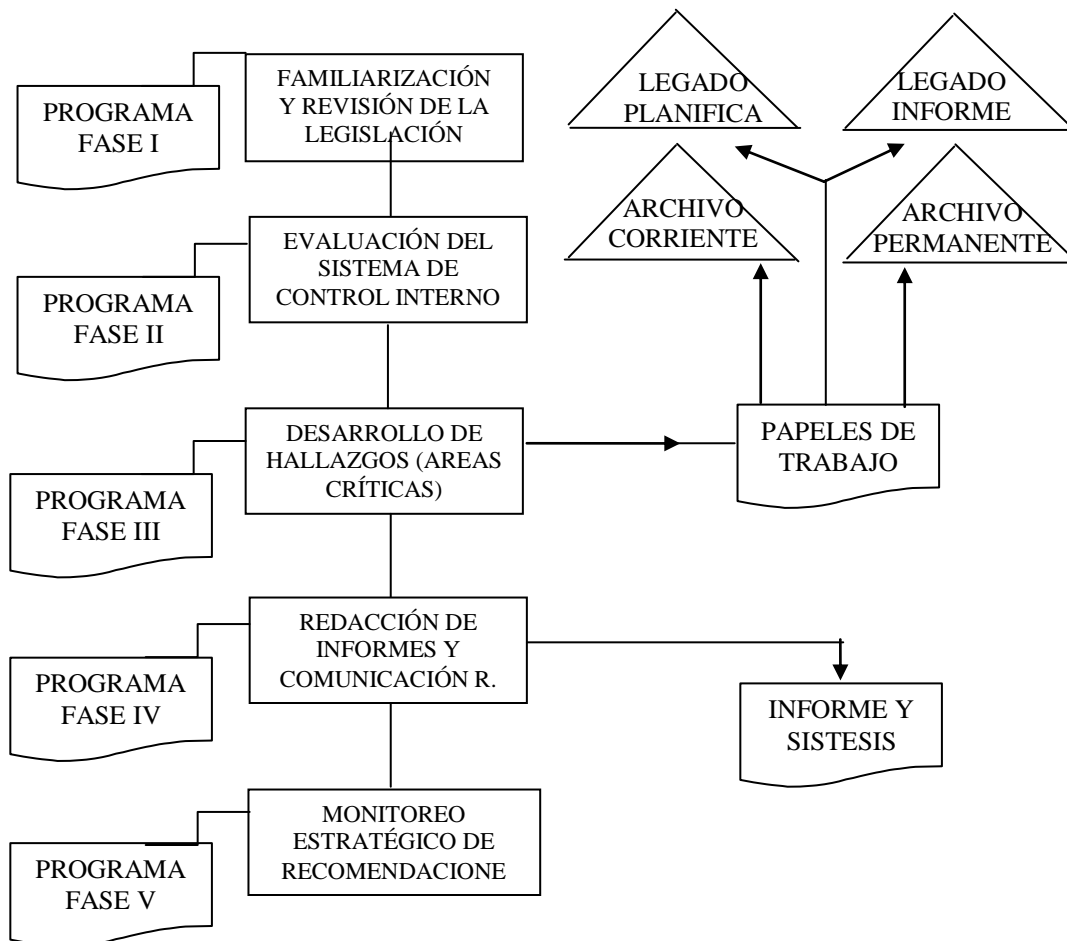 PROGRAMA
FASE I
FAMILIARIZACIÓN
Y REVISIÓN DE LA
LEGISLACIÓN
LEGADO
PLANIFICA
LEGADO
INFORME
ARCHIVO
CORRIENTE
ARCHIVO
PERMANENTE
PROGRAMA
FASE II
EVALUACIÓN DEL
SISTEMA DE
CONTROL INTERNO
PROGRAMA
FASE III
DESARROLLO DE
HALLAZGOS (AREAS
CRÍTICAS)
PAPELES DE
TRABAJO
PROGRAMA
FASE IV
REDACCIÓN DE
INFORMES Y
COMUNICACIÓN R.
INFORME Y
SISTESIS
PROGRAMA
FASE V
MONITOREO
ESTRATÉGICO DE
RECOMENDACIONE